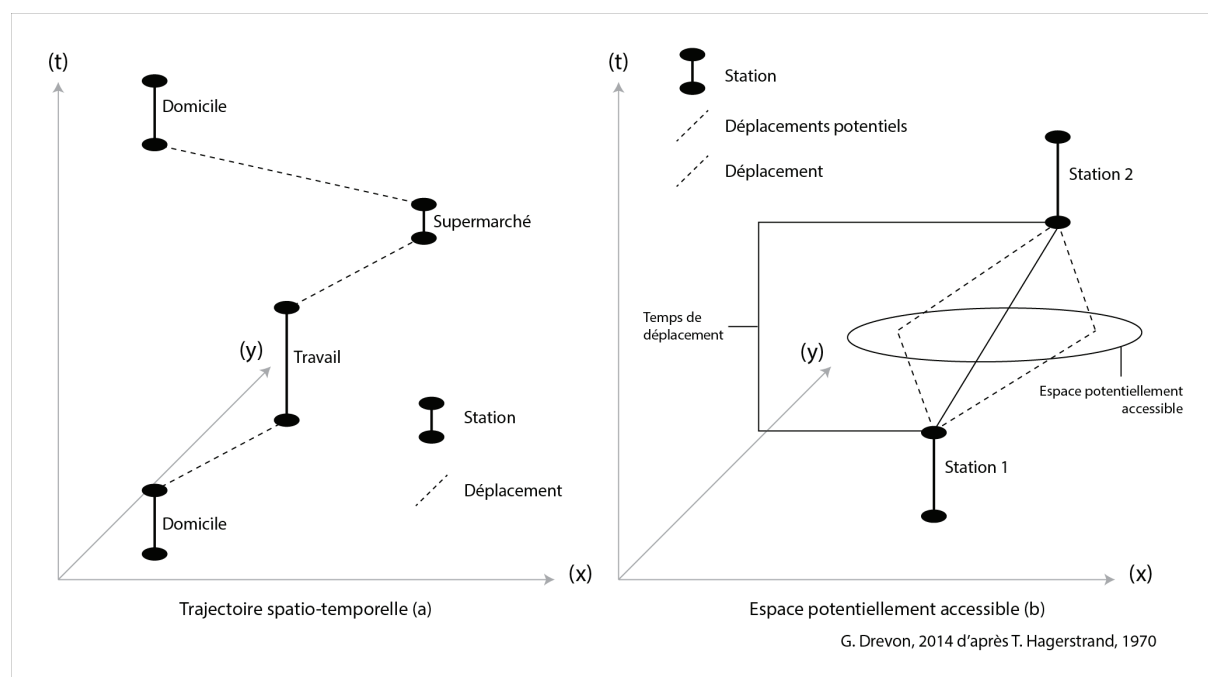 (t)
Domicile
Supermarché
(y)
Travail
Station
Déplacement
Domicile
(x)
Trajectoire spatio-temporelle (a)
(t)
Station
Déplacements potentiels
Déplacement
Station 2
Temps de
déplacement
(y)
Espace potentiellement
accessible
Station 1
(x)
Espace potentiellement accessible (b)
G. Drevon, 2014 d'après T. Hagerstrand, 1970